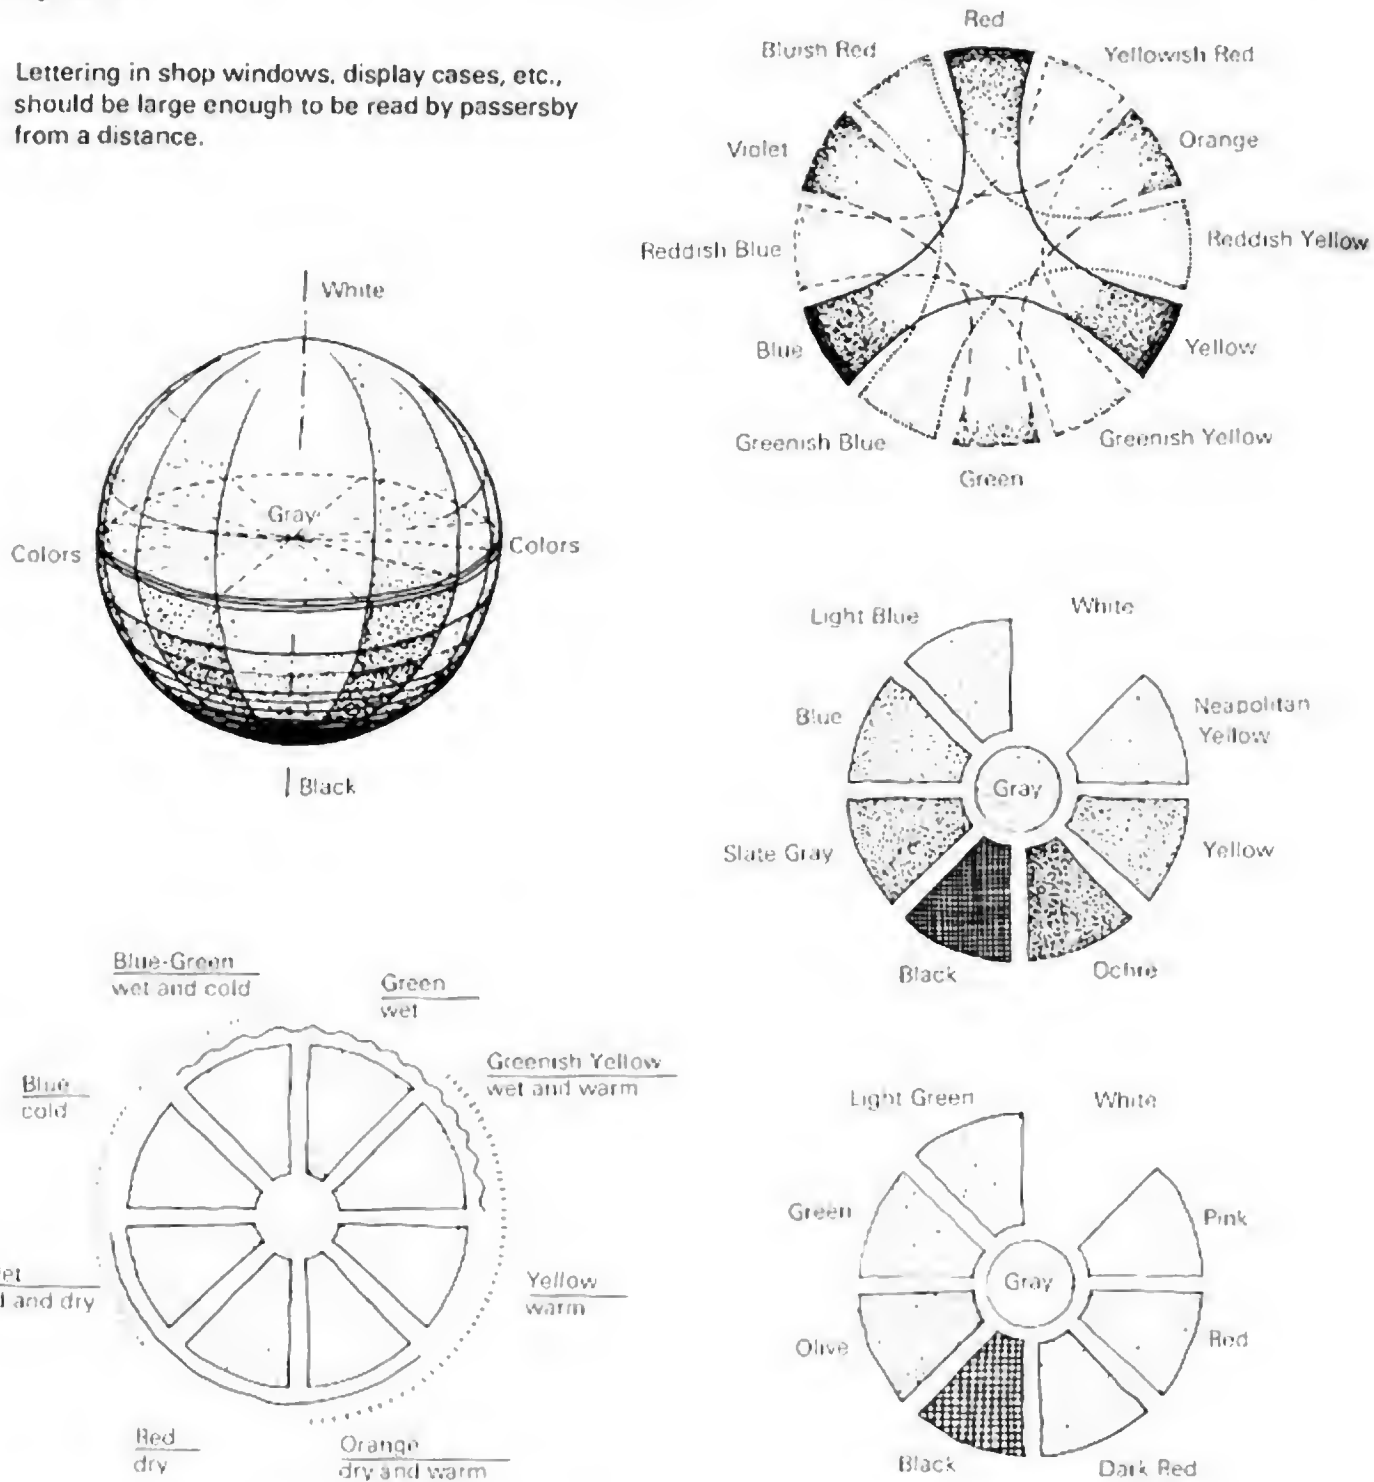 Lettering in shop windows, display cases, etc.,
should be large enough to be read by passersby
from a distance.
White
Gray
Colors
Colors
Black
Red
Bluish Red
Yellowish Red
Violet
Orange
Reddish Blue
Reddish Yellow
Blue
Yellow
Greenish Blue
Greenish Yellow
Green
Light Blue
White
Blue
Neapolitan
Yellow
Gray
Slate Gray
Yellow
Black
Ochre
Blue-Green
wet and cold
Green
wet
Greenish Yellow
wet and warm
Blue
cold
and dry
Yellow
warm
Red
dry
Orange
dry and warm
Light Green
White
Green
Pink
Gray
Olive
Red
Black
Dark Red